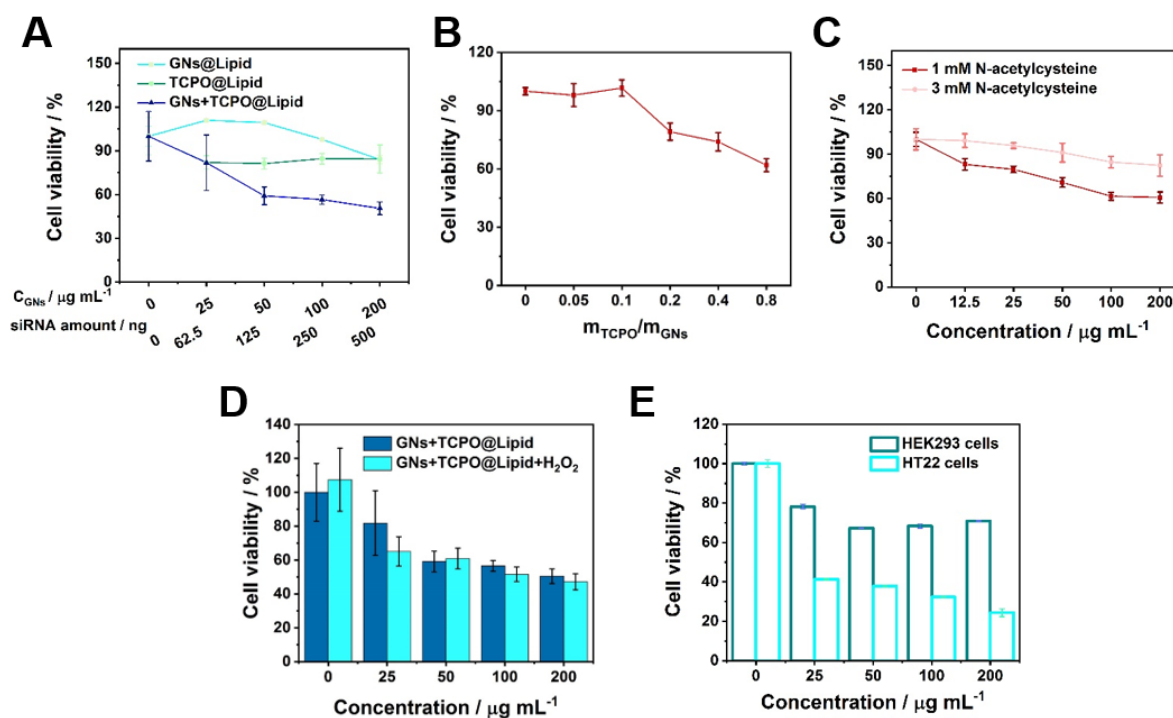 A
150
120
90
60
30
0
Cell viability / %
GNs@Lipid
TCPO@Lipid
GNs+TCPO@Lipid
C_GNs / μg mL⁻¹
0 25 50 100 200
siRNA amount / ng
0 62.5 125 250 500
B
120
90
60
30
0
Cell viability / %
0 0.05 0.1 0.2 0.4 0.8
m_TCPO/m_GNs
C
150
120
90
60
30
0
Cell viability / %
1 mM N-acetylcysteine
3 mM N-acetylcysteine
0 12.5 25 50 100 200
Concentration / μg mL⁻¹
D
140
120
100
80
60
40
20
0
Cell viability / %
GNs+TCPO@Lipid
GNs+TCPO@Lipid+H₂O₂
0 25 50 100 200
Concentration / μg mL⁻¹
E
120
100
80
60
40
20
0
Cell viability / %
HEK293 cells
HT22 cells
0 25 50 100 200
Concentration / μg mL⁻¹